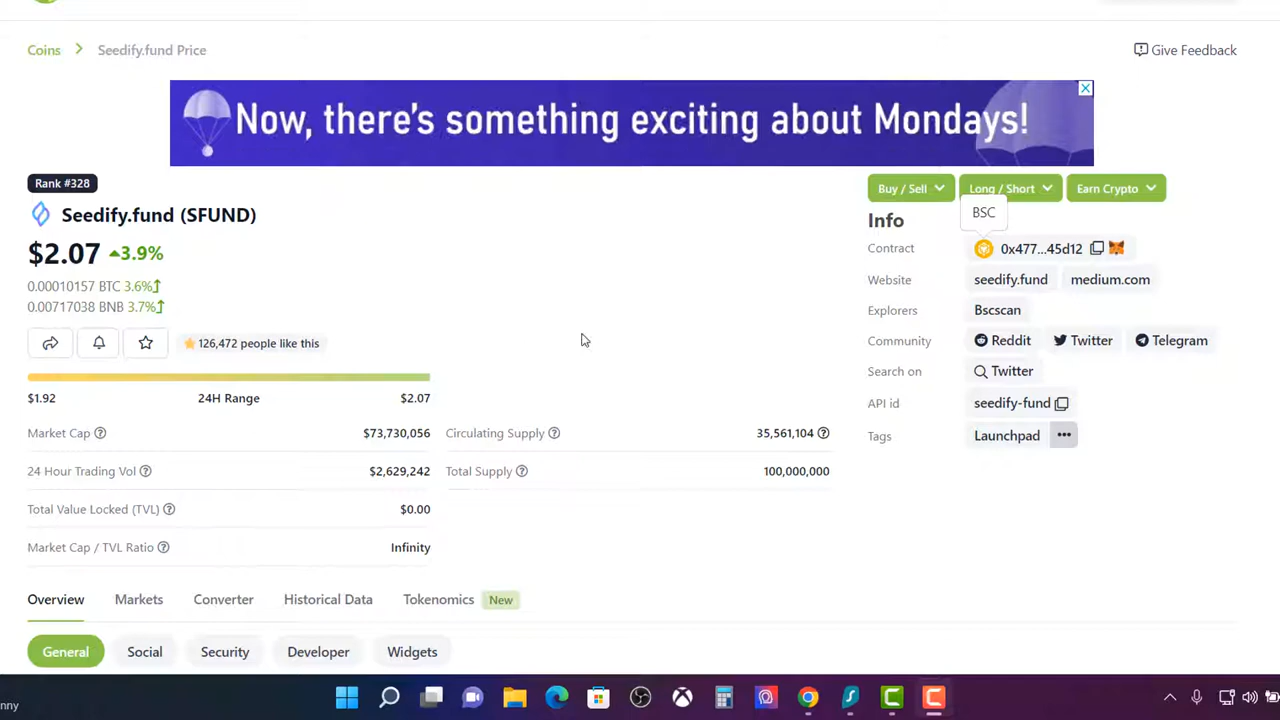 Coins > Seedify.fund Price
Give Feedback
Now, there's something exciting about Mondays!
Rank #328
Seedify.fund (SFUND)
$2.07 3.9%
0.00010157 BTC 3.6%
0.00717038 BNB 3.7%
126,472 people like this
$1.92 24H Range $2.07
Market Cap $73,730,056
24 Hour Trading Vol $2,629,242
Total Value Locked (TVL) $0.00
Market Cap / TVL Ratio Infinity
Circulating Supply 35,561,104
Total Supply 100,000,000
Buy / Sell Long / Short Earn Crypto
BSC
Info
Contract 0x477...45d12
Website seedify.fund medium.com
Explorers Bscscan
Community Reddit Twitter Telegram
Search on Twitter
API id seedify-fund
Tags Launchpad •••
Overview Markets Converter Historical Data Tokenomics New
General Social Security Developer Widgets
nny